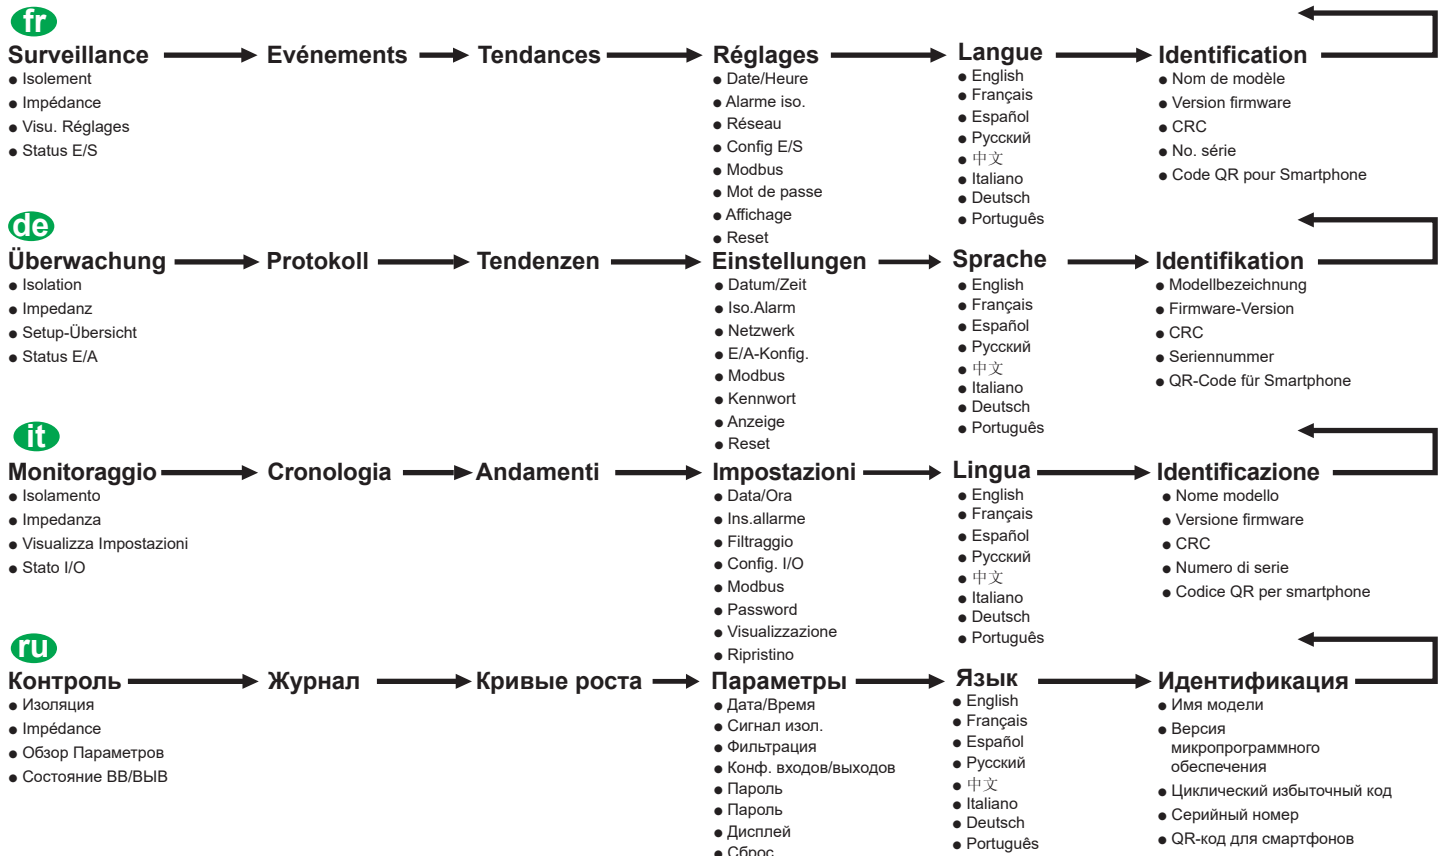 fr
Surveillance
Isolement
Impédance
Visu. Réglages
Status E/S
Evénements
Tendances
Réglages
Date/Heure
Alarme iso.
Réseau
Config E/S
Modbus
Mot de passe
Affichage
Reset
Langue
English
Français
Español
Русский
中文
Italiano
Deutsch
Português
Identification
Nom de modèle
Version firmware
CRC
No. série
Code QR pour Smartphone
de
Überwachung
Isolation
Impedanz
Setup-Übersicht
Status E/A
Protokoll
Tendenzen
Einstellungen
Datum/Zeit
Iso.Alarm
Netzwerk
E/A-Konfig.
Modbus
Kennwort
Anzeige
Reset
Sprache
English
Français
Español
Русский
中文
Italiano
Deutsch
Português
Identifikation
Modellbezeichnung
Firmware-Version
CRC
Seriennummer
QR-Code für Smartphone
it
Monitoraggio
Isolamento
Impedanza
Visualizza Impostazioni
Stato I/O
Cronologia
Andamenti
Impostazioni
Data/Ora
Ins.allarme
Filtraggio
Config. I/O
Modbus
Password
Visualizzazione
Ripristino
Lingua
English
Français
Español
Русский
中文
Italiano
Deutsch
Português
Identificazione
Nome modello
Versione firmware
CRC
Numero di serie
Codice QR per smartphone
ru
Контроль
Изоляция
Impédance
Обзор Параметров
Состояние ВВ/ВЫВ
Журнал
Кривые роста
Параметры
Дата/Время
Сигнал изол.
Фильтрация
Конф. входов/выходов
Пароль
Пароль
Дисплей
Сброс
Язык
English
Français
Español
Русский
中文
Italiano
Deutsch
Português
Идентификация
Имя модели
Версия
микропрограммного
обеспечения
Циклический избыточный код
Серийный номер
QR-код для смартфонов